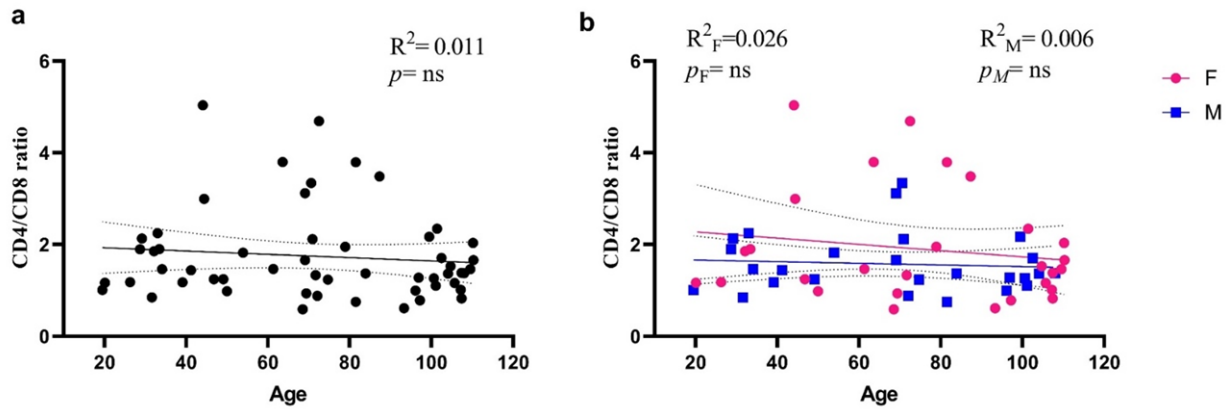 a
R²= 0.011
p= ns
CD4/CD8 ratio
6
4
2
0
20 40 60 80 100 120
Age
b
R²F=0.026
pF= ns
R²M= 0.006
pM= ns
F
M
CD4/CD8 ratio
6
4
2
0
20 40 60 80 100 120
Age